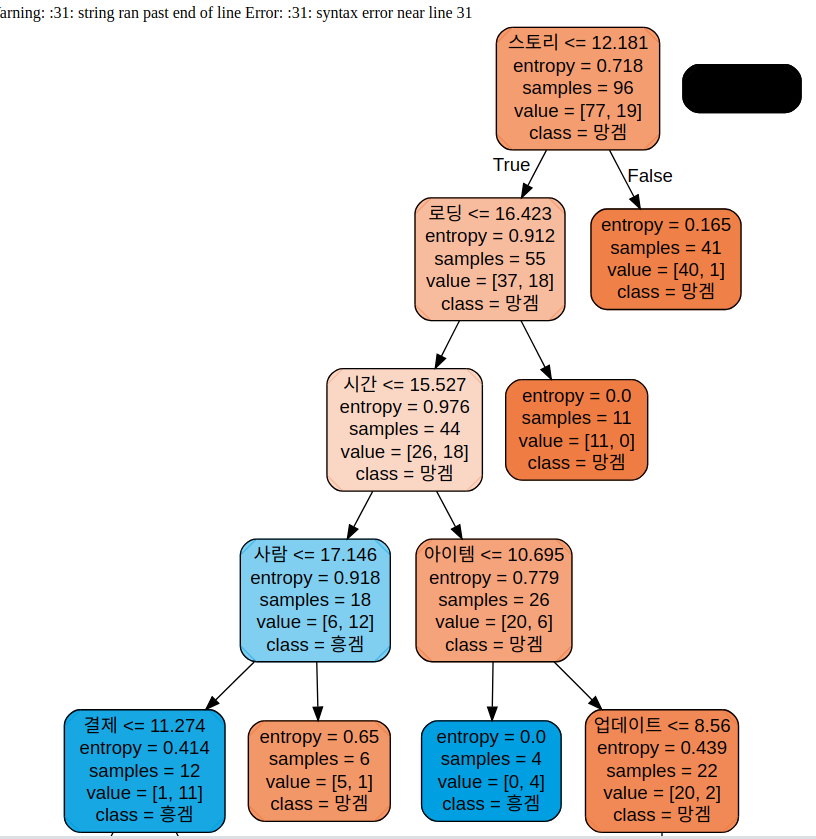 arning: :31: string ran past end of line Error: :31: syntax error near line 31
스토리 <= 12.181
entropy = 0.718
samples = 96
value = [77, 19]
class = 망겜
True
False
로딩 <= 16.423
entropy = 0.912
samples = 55
value = [37, 18]
class = 망겜
entropy = 0.165
samples = 41
value = [40, 1]
class = 망겜
시간 <= 15.527
entropy = 0.976
samples = 44
value = [26, 18]
class = 망겜
entropy = 0.0
samples = 11
value = [11, 0]
class = 망겜
사람 <= 17.146
entropy = 0.918
samples = 18
value = [6, 12]
class = 흥겜
아이템 <= 10.695
entropy = 0.779
samples = 26
value = [20, 6]
class = 망겜
결제 <= 11.274
entropy = 0.414
samples = 12
value = [1, 11]
class = 흥겜
entropy = 0.65
samples = 6
value = [5, 1]
class = 망겜
entropy = 0.0
samples = 4
value = [0, 4]
class = 흥겜
업데이트 <= 8.56
entropy = 0.439
samples = 22
value = [20, 2]
class = 망겜